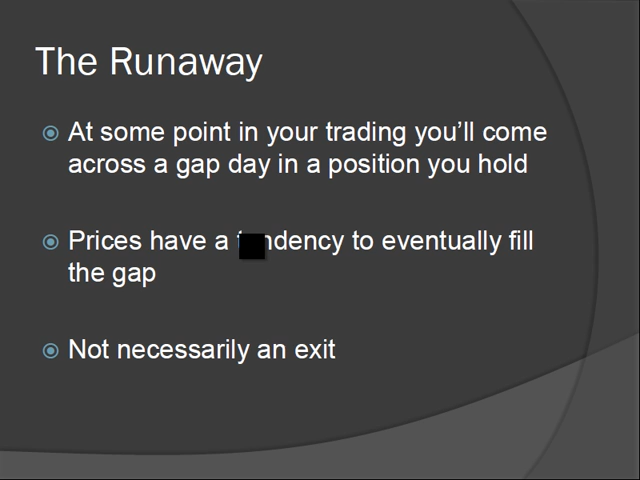 The Runaway
At some point in your trading you'll come
across a gap day in a position you hold
Prices have a tendency to eventually fill
the gap
Not necessarily an exit